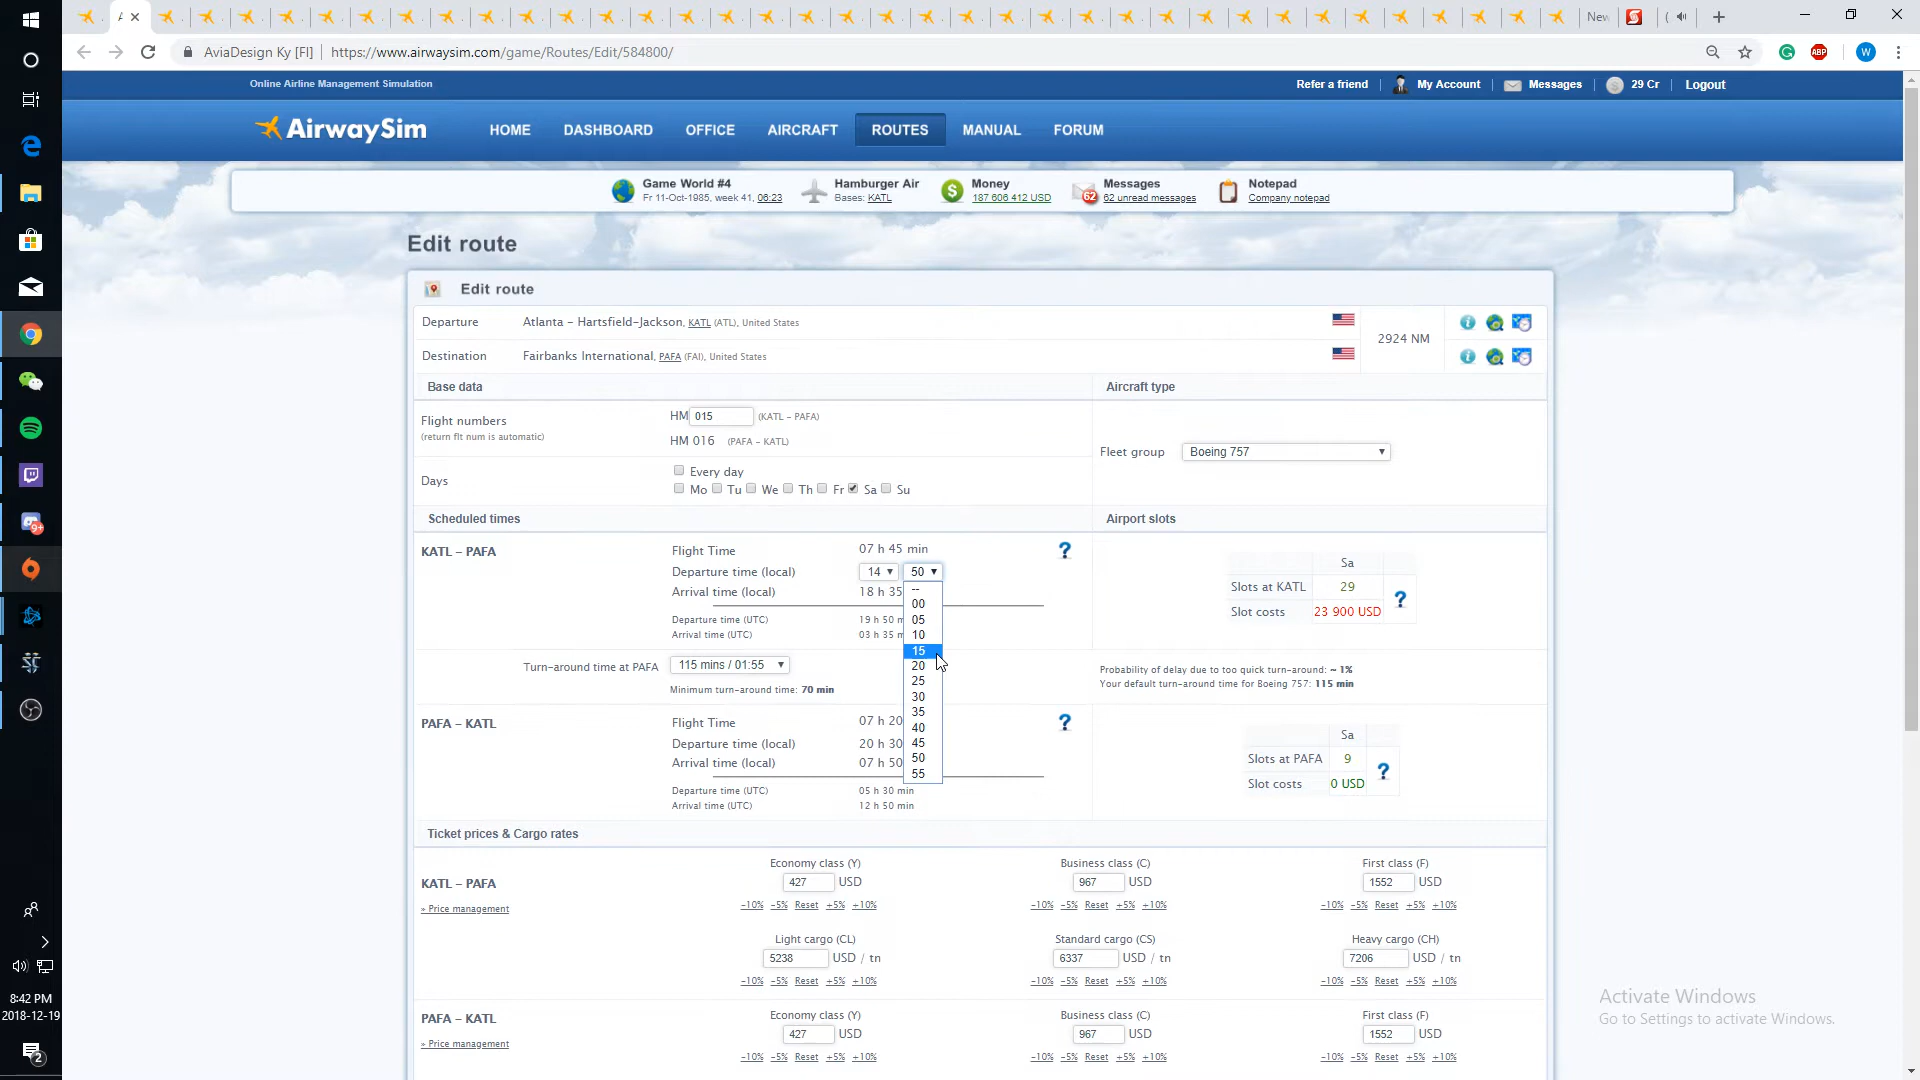 New
AviaDesign Ky [FI] | https://www.airwaysim.com/game/Routes/Edit/584800/
ABP
W
Online Airline Management Simulation
Refer a friend | My Account | Messages | 29 Cr | Logout
AirwaySim
HOME DASHBOARD OFFICE AIRCRAFT ROUTES MANUAL FORUM
Game World #4
Fr 11-Oct-1985, week 41, 06:23
Hamburger Air
Bases: KATL
Money
187 606 412 USD
62
Messages
62 unread messages
Notepad
Company notepad
Edit route
Edit route
Departure Atlanta - Hartsfield-Jackson, KATL (ATL), United States
2924 NM
Destination Fairbanks International, PAFA (FAI), United States
Base data Aircraft type
Flight numbers
(return flt num is automatic)
HM 015 (KATL - PAFA)
HM 016 (PAFA - KATL)
Fleet group Boeing 757
Days
Every day
Mo Tu We Th Fr Sa Su
Scheduled times Airport slots
KATL - PAFA
Flight Time 07 h 45 min
Departure time (local) 14 50
Arrival time (local) 18 h 35
Departure time (UTC) 19 h 50 m
Arrival time (UTC) 03 h 35 m
--
00
05
10
15
20
25
30
35
40
45
50
55
Sa
Slots at KATL 29
Slot costs 23 900 USD
Turn-around time at PAFA 115 mins / 01:55
Minimum turn-around time: 70 min
Probability of delay due to too quick turn-around: ~ 1%
Your default turn-around time for Boeing 757: 115 min
PAFA - KATL
Flight Time 07 h 20
Departure time (local) 20 h 30
Arrival time (local) 07 h 50
Departure time (UTC) 05 h 30 min
Arrival time (UTC) 12 h 50 min
Sa
Slots at PAFA 9
Slot costs 0 USD
Ticket prices & Cargo rates
KATL - PAFA
» Price management
Economy class (Y) Business class (C) First class (F)
427 USD 967 USD 1552 USD
-10% -5% Reset +5% +10% -10% -5% Reset +5% +10% -10% -5% Reset +5% +10%
Light cargo (CL) Standard cargo (CS) Heavy cargo (CH)
5238 USD / tn 6337 USD / tn 7206 USD / tn
-10% -5% Reset +5% +10% -10% -5% Reset +5% +10% -10% -5% Reset +5% +10%
PAFA - KATL
» Price management
Economy class (Y) Business class (C) First class (F)
427 USD 967 USD 1552 USD
-10% -5% Reset +5% +10% -10% -5% Reset +5% +10% -10% -5% Reset +5% +10%
Activate Windows
Go to Settings to activate Windows.
8:42 PM
2018-12-19
2